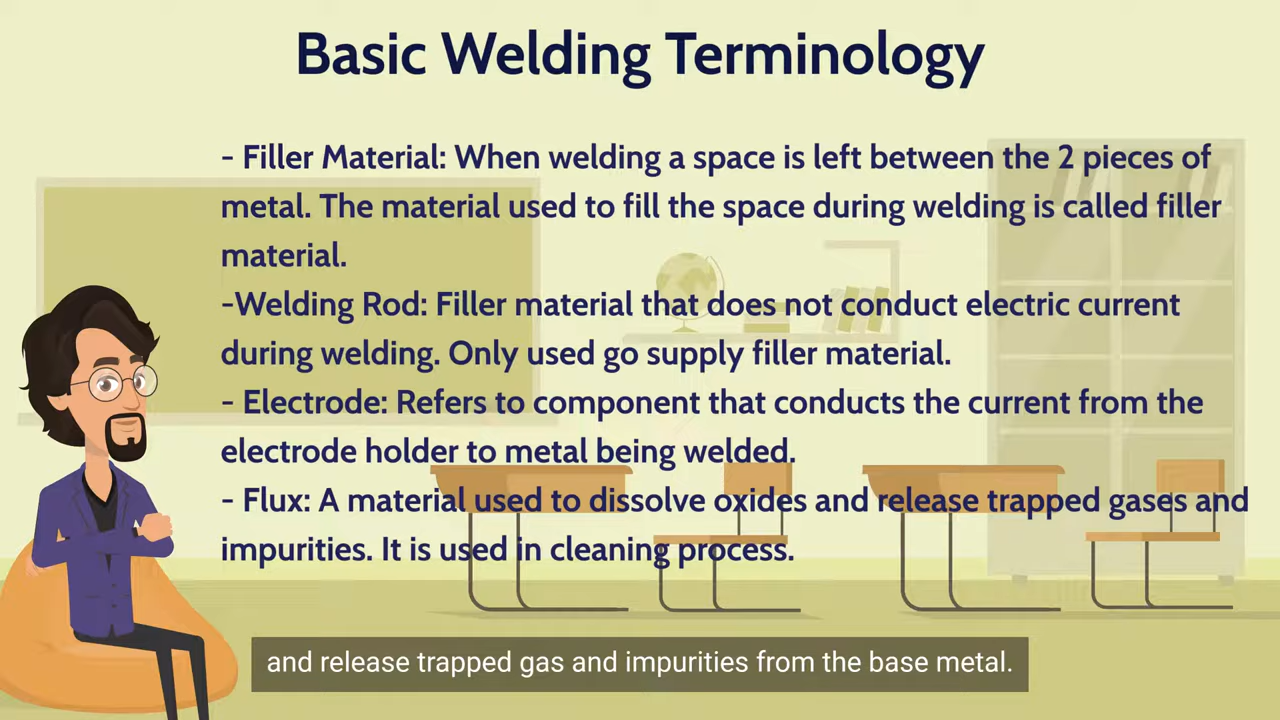 Basic Welding Terminology
- Filler Material: When welding a space is left between the 2 pieces of
metal. The material used to fill the space during welding is called filler
material.
-Welding Rod: Filler material that does not conduct electric current
during welding. Only used go supply filler material.
- Electrode: Refers to component that conducts the current from the
electrode holder to metal being welded.
- Flux: A material used to dissolve oxides and release trapped gases and
impurities. It is used in cleaning process.
and release trapped gas and impurities from the base metal.